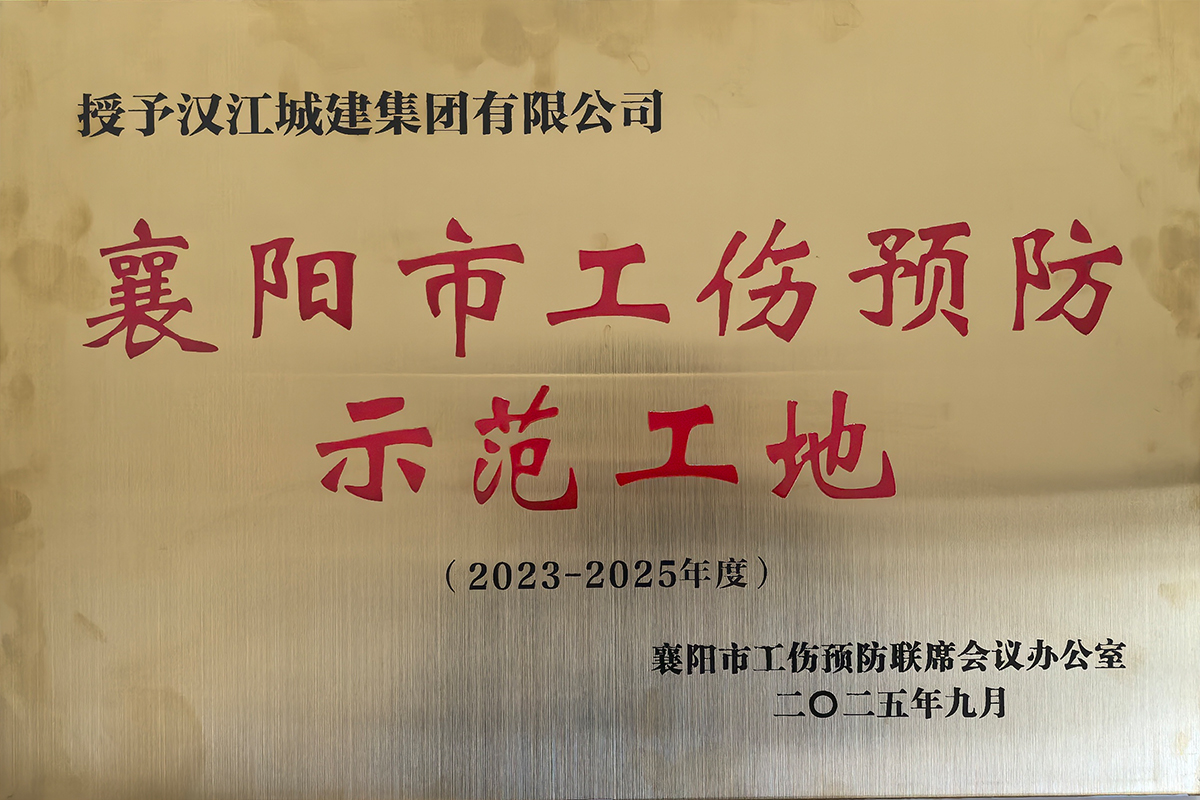 授予汉江城建集团有限公司
襄阳市工伤预防
示范工地
（2023-2025年度）
襄阳市工伤预防联席会议办公室
二〇二五年九月